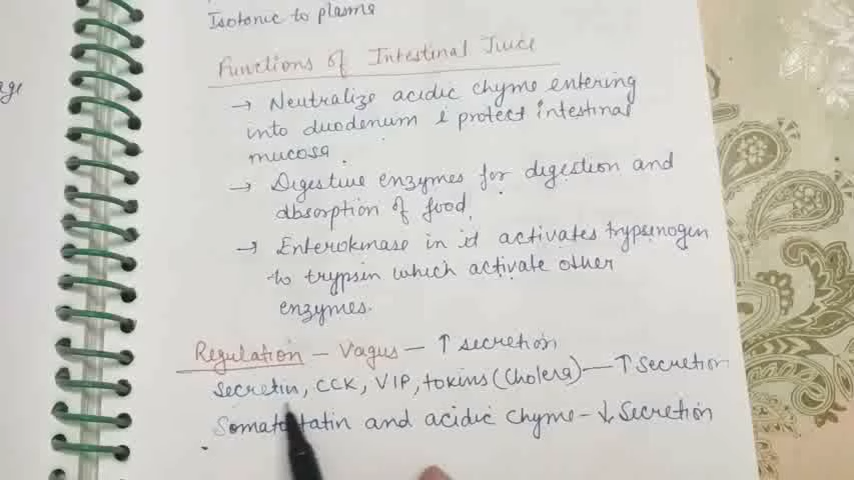 Isotonic to plasma
Functions of Intestinal Juice
→ Neutralize acidic chyme entering
into duodenum & protect intestinal
mucosa.
→ Digestive enzymes for digestion and
absorption of food.
→ Enterokinase in it activates trypsinogen
to trypsin which activate other
enzymes.
Regulation – Vagus – ↑ secretion
Secretin, CCK, VIP, toxins (Cholera) – ↑ Secretion
Somatostatin and acidic chyme – ↓ Secretion